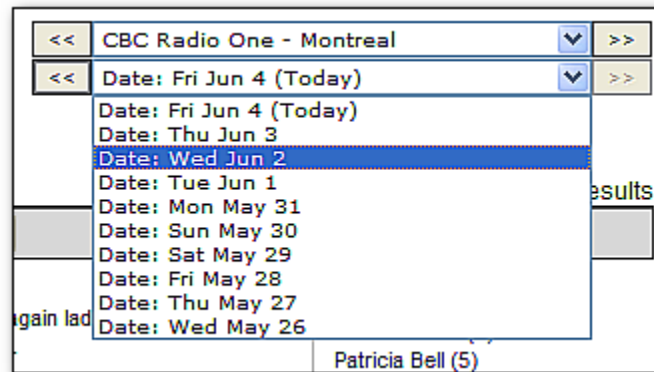 << CBC Radio One - Montreal >>
<< Date: Fri Jun 4 (Today) >>
Date: Fri Jun 4 (Today)
Date: Thu Jun 3
Date: Wed Jun 2
Date: Tue Jun 1
Date: Mon May 31
esults
Date: Sun May 30
Date: Sat May 29
Date: Fri May 28
Date: Thu May 27
again lad
Date: Wed May 26
Patricia Bell (5)